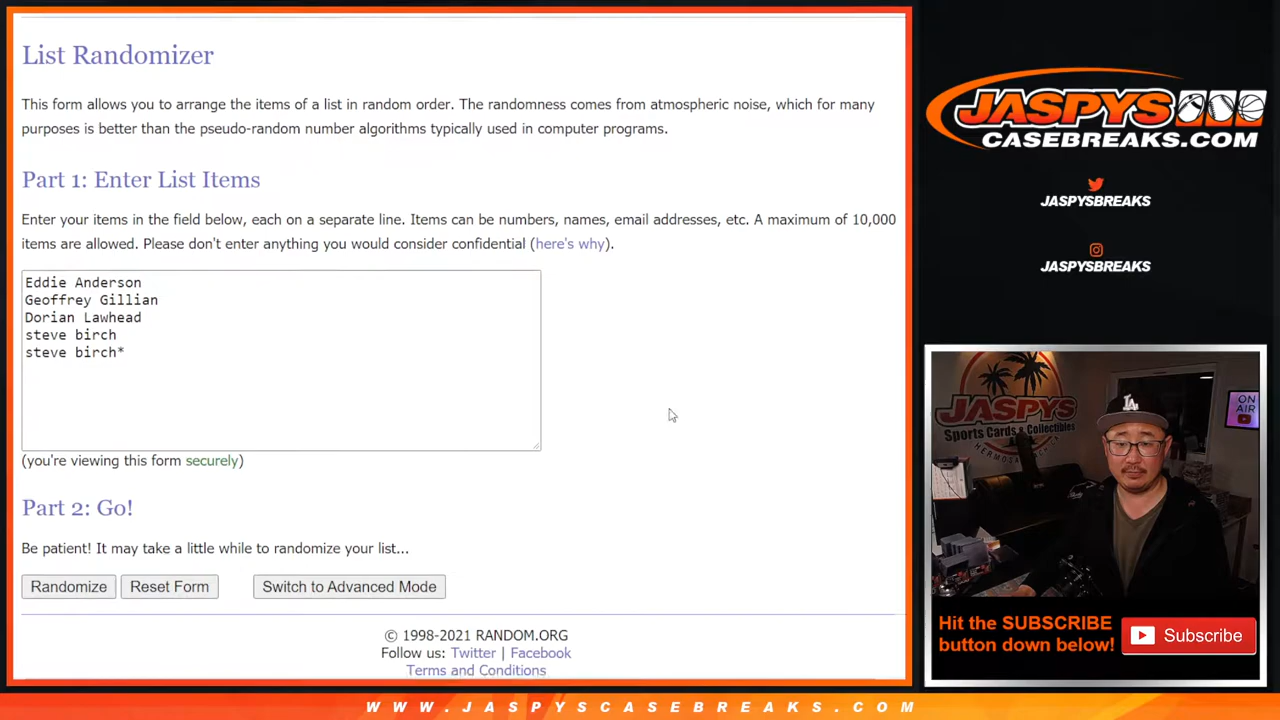 List Randomizer
This form allows you to arrange the items of a list in random order. The randomness comes from atmospheric noise, which for many
purposes is better than the pseudo-random number algorithms typically used in computer programs.
Part 1: Enter List Items
Enter your items in the field below, each on a separate line. Items can be numbers, names, email addresses, etc. A maximum of 10,000
items are allowed. Please don't enter anything you would consider confidential (here's why).
Eddie Anderson
Geoffrey Gillian
Dorian Lawhead
steve birch
steve birch*
(you're viewing this form securely)
Part 2: Go!
Be patient! It may take a little while to randomize your list...
Randomize
Reset Form
Switch to Advanced Mode
© 1998-2021 RANDOM.ORG
Follow us: Twitter | Facebook
Terms and Conditions
JASPYS
CASEBREAKS.COM
JASPYSBREAKS
JASPYSBREAKS
JASPYS
Sports Cards & Collectibles
HERMOSA BEACH, CA
LA
ON
AIR
Hit the SUBSCRIBE
button down below!
Subscribe
WWW.JASPYSCASEBREAKS.COM